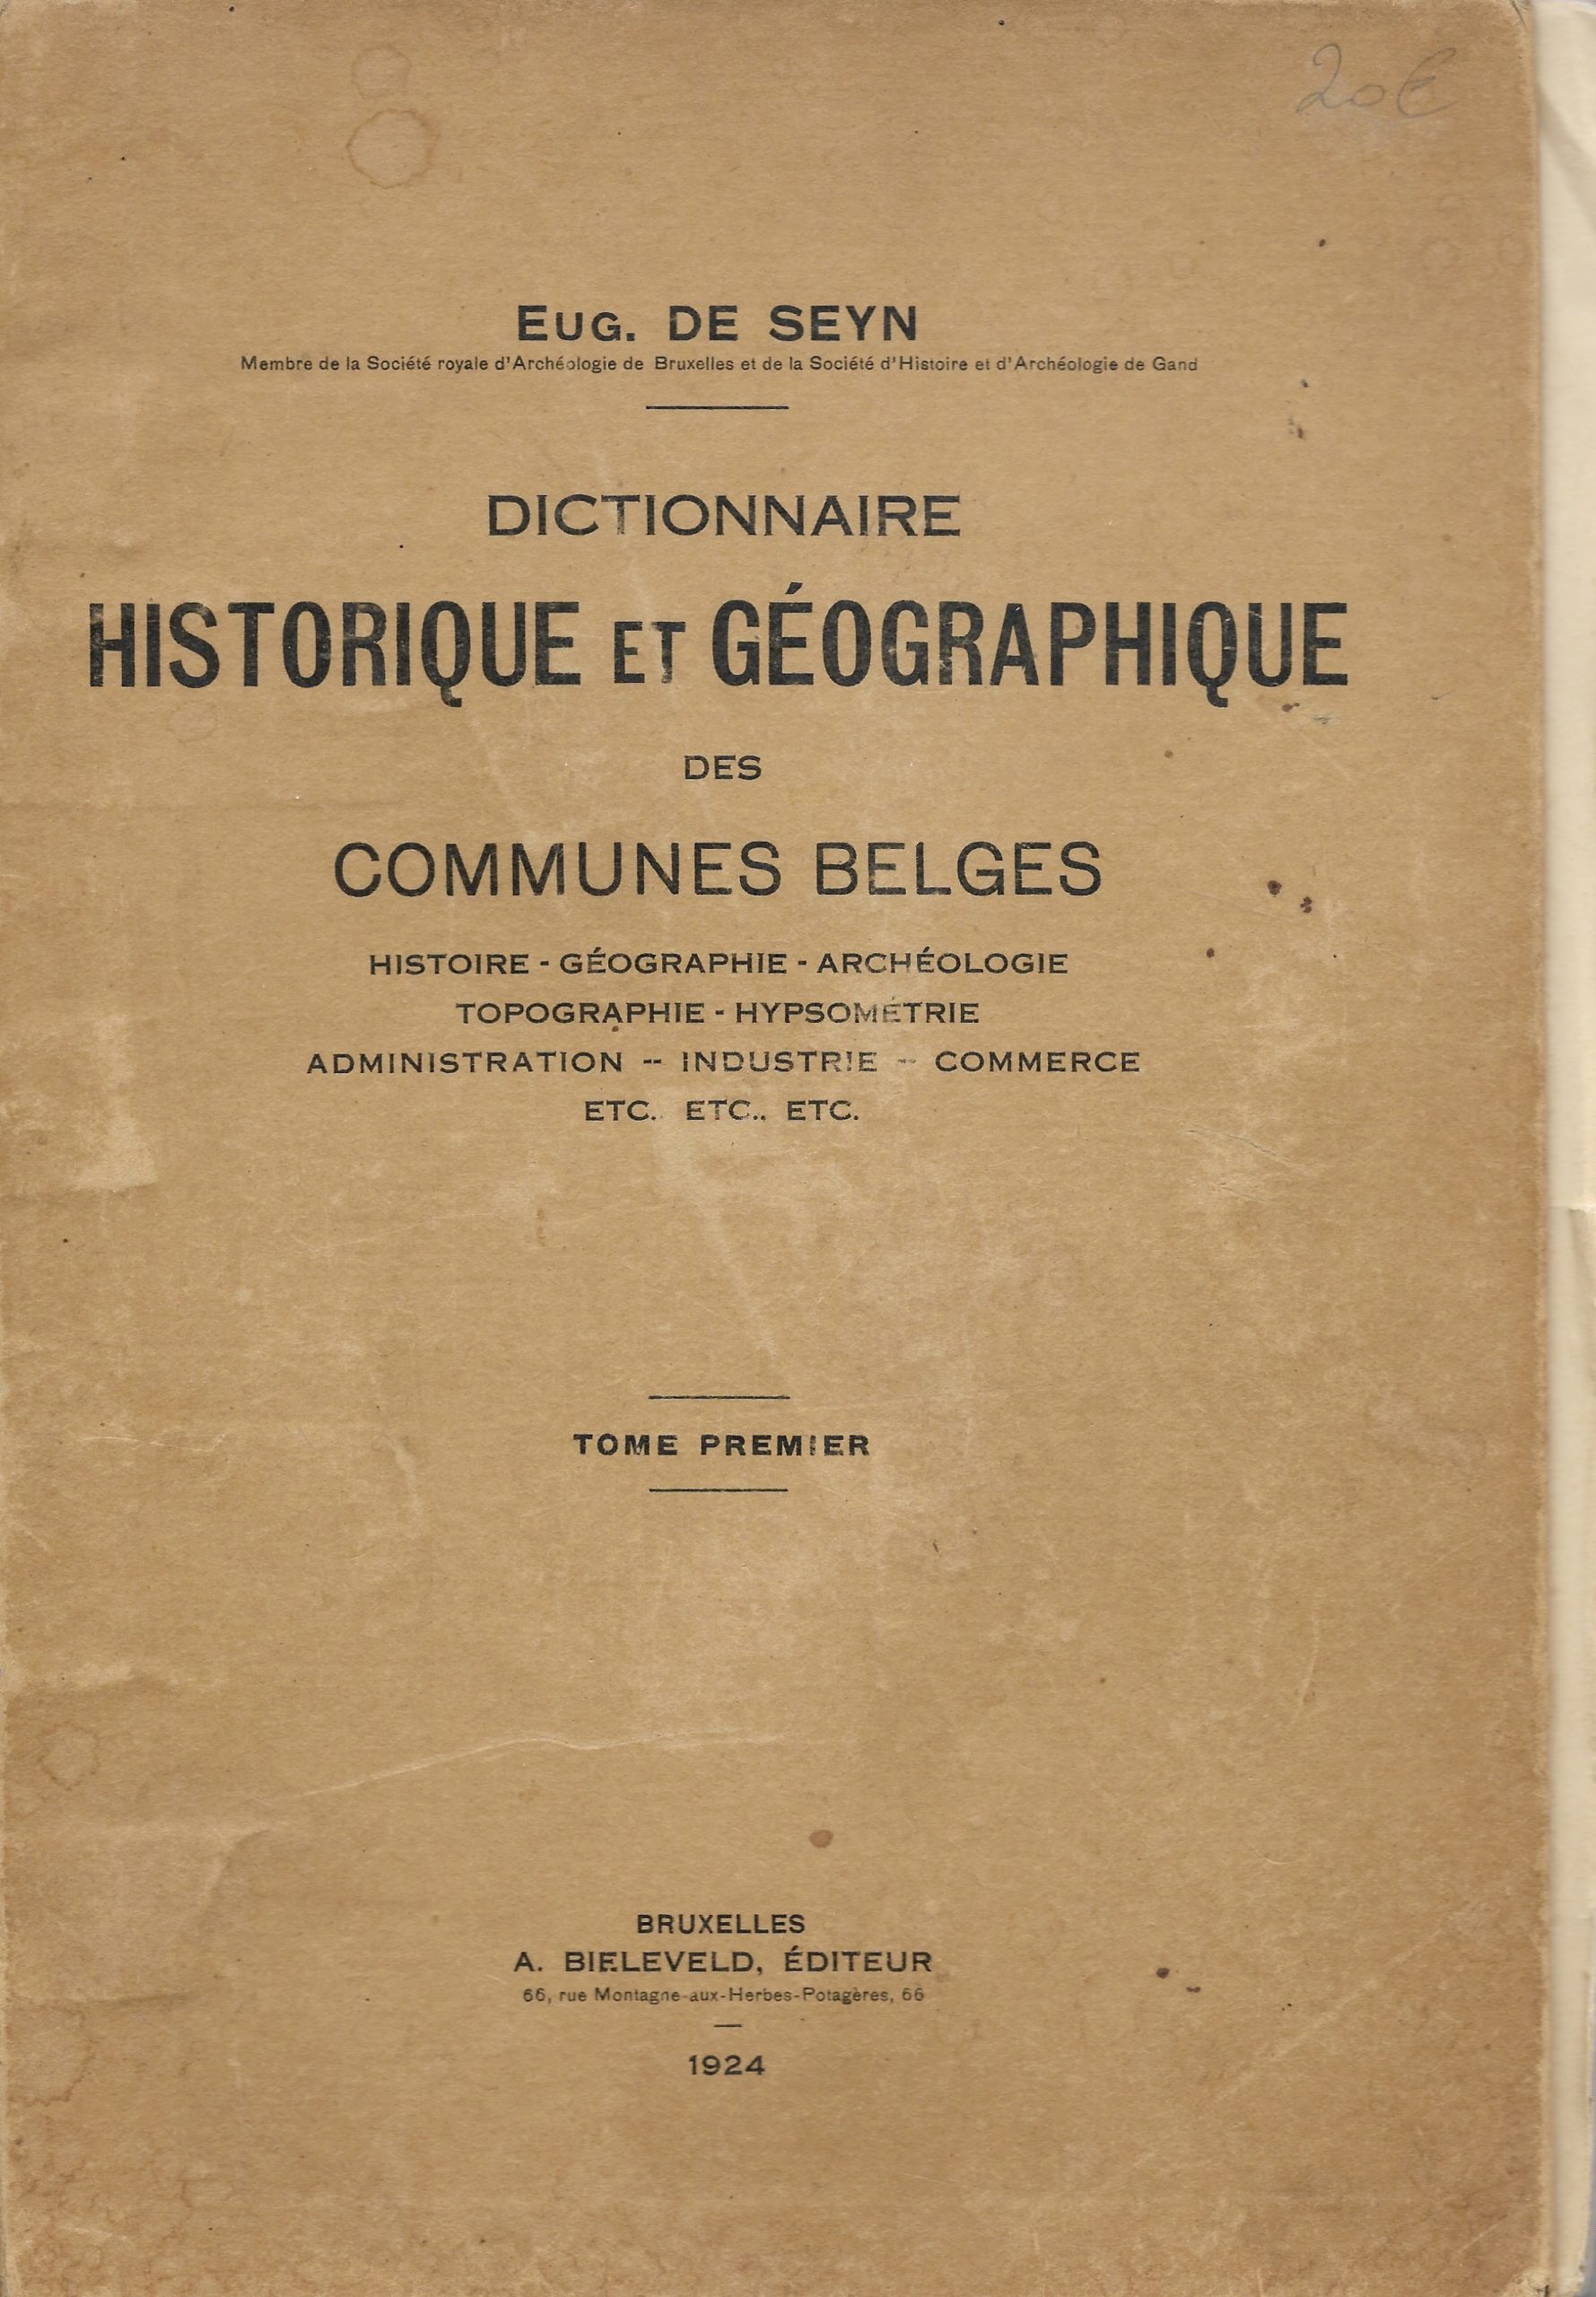 20€
EUG. DE SEYN
Membre de la Société royale d'Archéologie de Bruxelles et de la Société d'Histoire et d'Archéologie de Gand
DICTIONNAIRE
HISTORIQUE ET GÉOGRAPHIQUE
DES
COMMUNES BELGES
HISTOIRE - GÉOGRAPHIE - ARCHÉOLOGIE
TOPOGRAPHIE - HYPSOMÉTRIE
ADMINISTRATION -- INDUSTRIE -- COMMERCE
ETC. ETC., ETC.
TOME PREMIER
BRUXELLES
A. BIELEVELD, ÉDITEUR
66, rue Montagne-aux-Herbes-Potagères, 66
1924